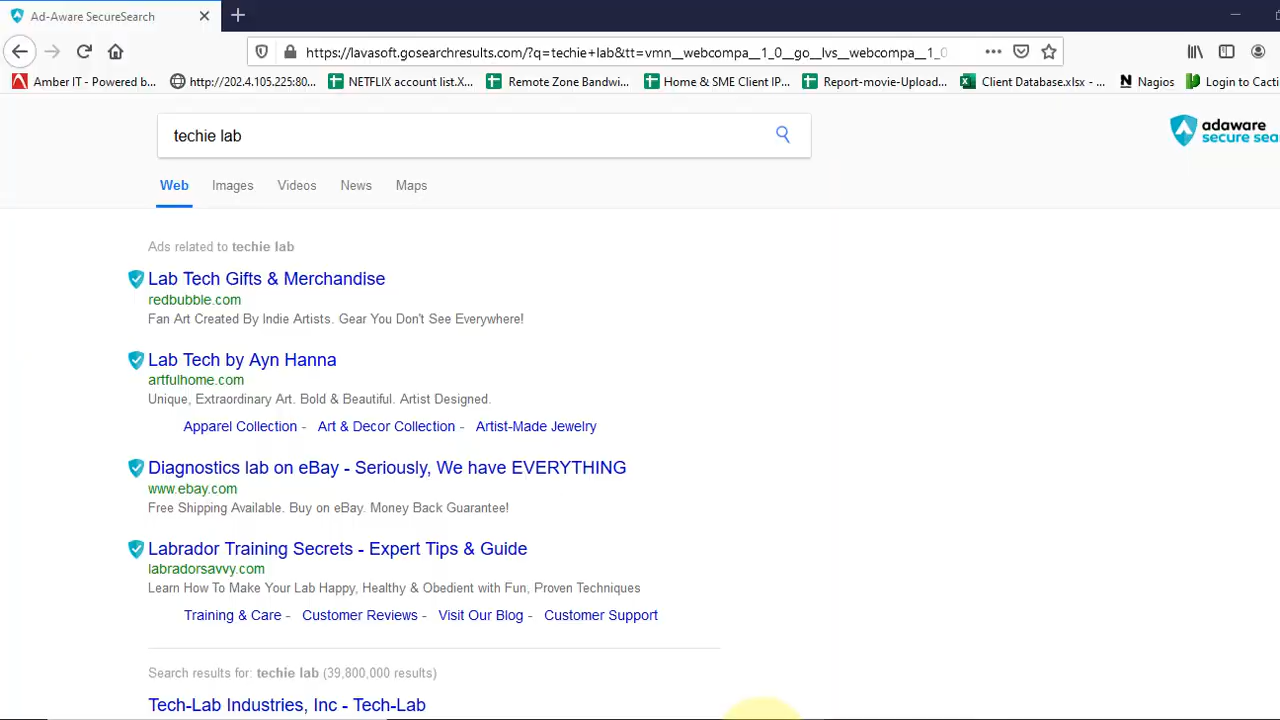 Ad-Aware SecureSearch
https://lavasoft.gosearchresults.com/?q=techie+lab&tt=vmn__webcompa__1_0__go__lvs__webcompa__1_0
Amber IT - Powered b... http://202.4.105.225:80... NETFLIX account list.X... Remote Zone Bandwi... Home & SME Client IP... Report-movie-Upload... Client Database.xlsx - ... Nagios Login to Cacti
techie lab
adaware
secure sea
Web Images Videos News Maps
Ads related to techie lab
Lab Tech Gifts & Merchandise
redbubble.com
Fan Art Created By Indie Artists. Gear You Don't See Everywhere!
Lab Tech by Ayn Hanna
artfulhome.com
Unique, Extraordinary Art. Bold & Beautiful. Artist Designed.
Apparel Collection - Art & Decor Collection - Artist-Made Jewelry
Diagnostics lab on eBay - Seriously, We have EVERYTHING
www.ebay.com
Free Shipping Available. Buy on eBay. Money Back Guarantee!
Labrador Training Secrets - Expert Tips & Guide
labradorsavvy.com
Learn How To Make Your Lab Happy, Healthy & Obedient with Fun, Proven Techniques
Training & Care - Customer Reviews - Visit Our Blog - Customer Support
Search results for: techie lab (39,800,000 results)
Tech-Lab Industries, Inc - Tech-Lab